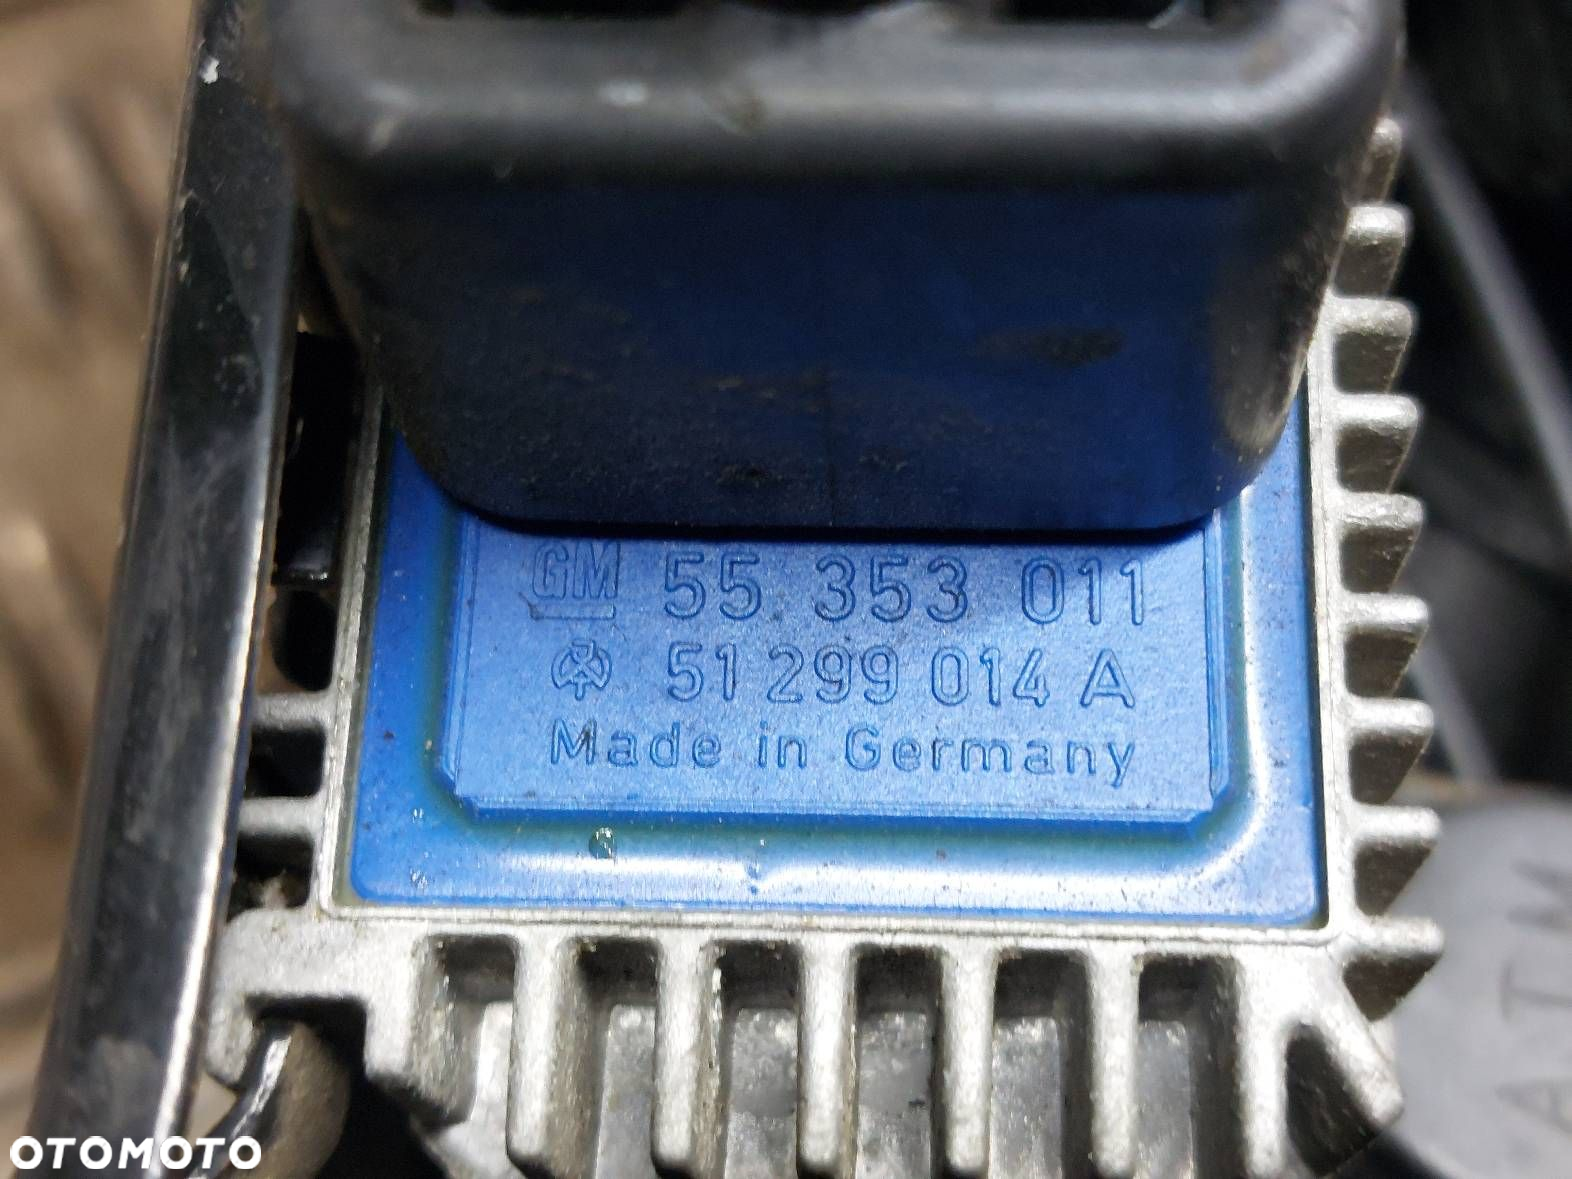 GM 55 353 011
51 299 014 A
Made in Germany
OTOMOTO